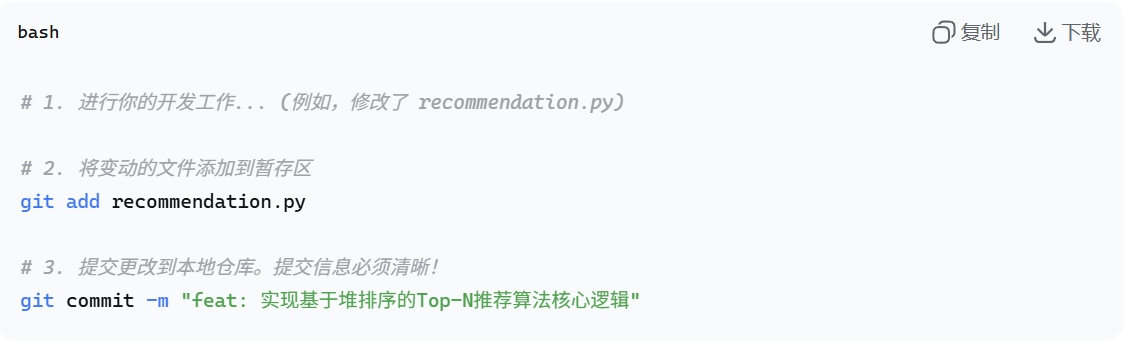 bash 复制 下载
# 1. 进行你的开发工作... (例如，修改了 recommendation.py)
# 2. 将变动的文件添加到暂存区
git add recommendation.py
# 3. 提交更改到本地仓库。提交信息必须清晰！
git commit -m "feat: 实现基于堆排序的Top-N推荐算法核心逻辑"